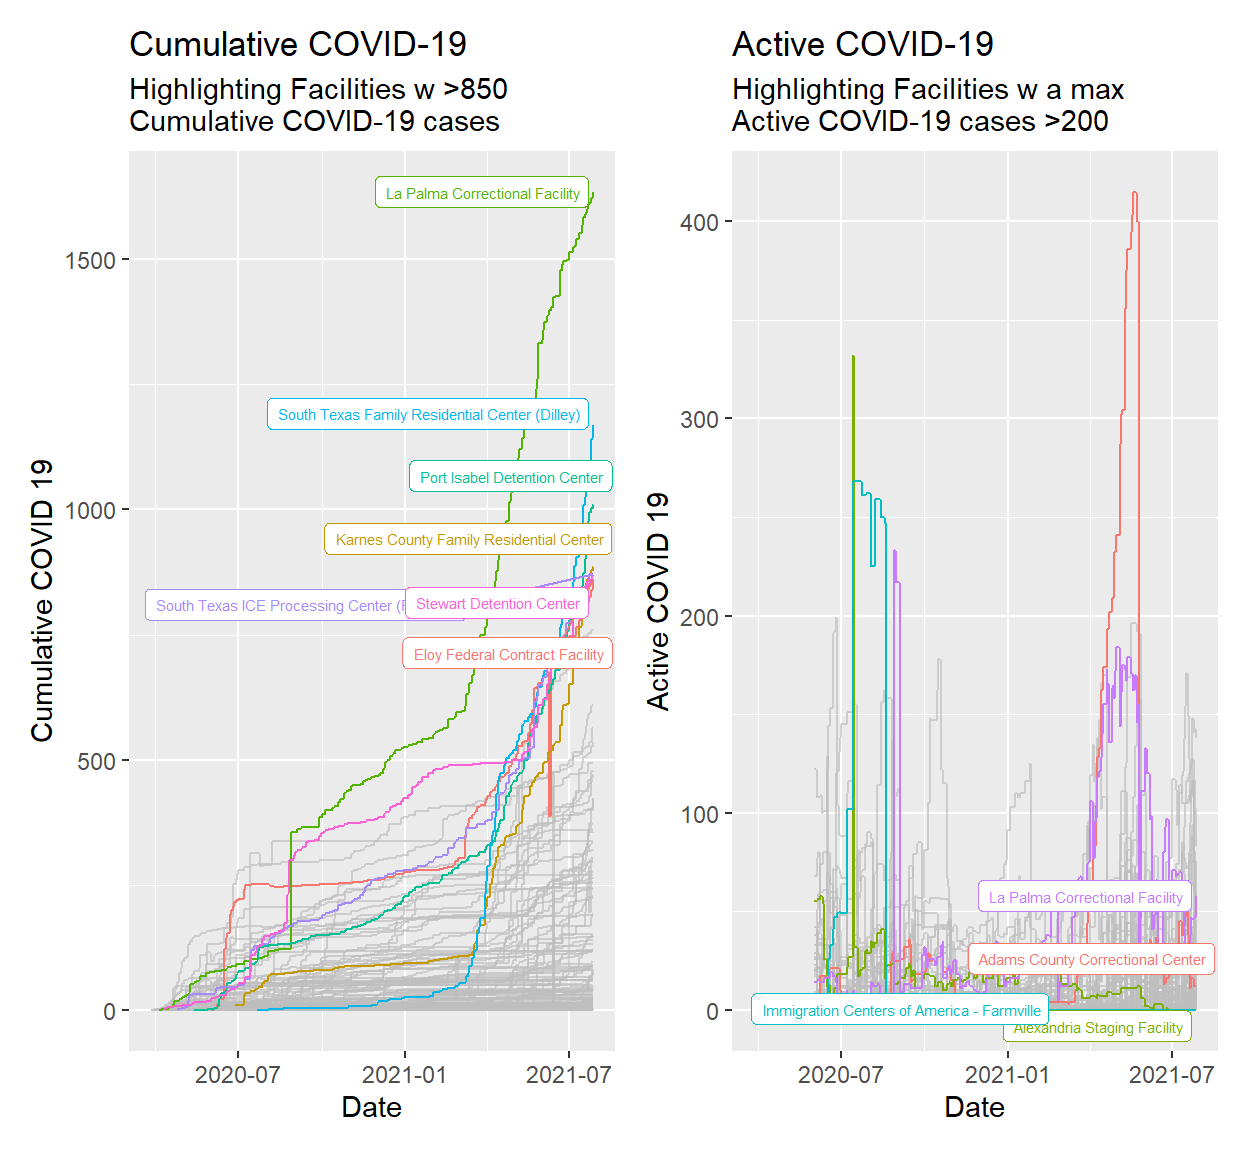 Cumulative COVID-19
Highlighting Facilities w >850
Cumulative COVID-19 cases
Cumulative COVID 19
1500
1000
500
0
La Palma Correctional Facility
South Texas Family Residential Center (Dilley)
Port Isabel Detention Center
Karnes County Family Residential Center
South Texas ICE Processing Center (
Stewart Detention Center
Eloy Federal Contract Facility
2020-07
2021-01
2021-07
Date
Active COVID-19
Highlighting Facilities w a max
Active COVID-19 cases >200
Active COVID 19
400
300
200
100
0
La Palma Correctional Facility
Adams County Correctional Center
Immigration Centers of America - Farmville
Alexandria Staging Facility
2020-07
2021-01
2021-07
Date